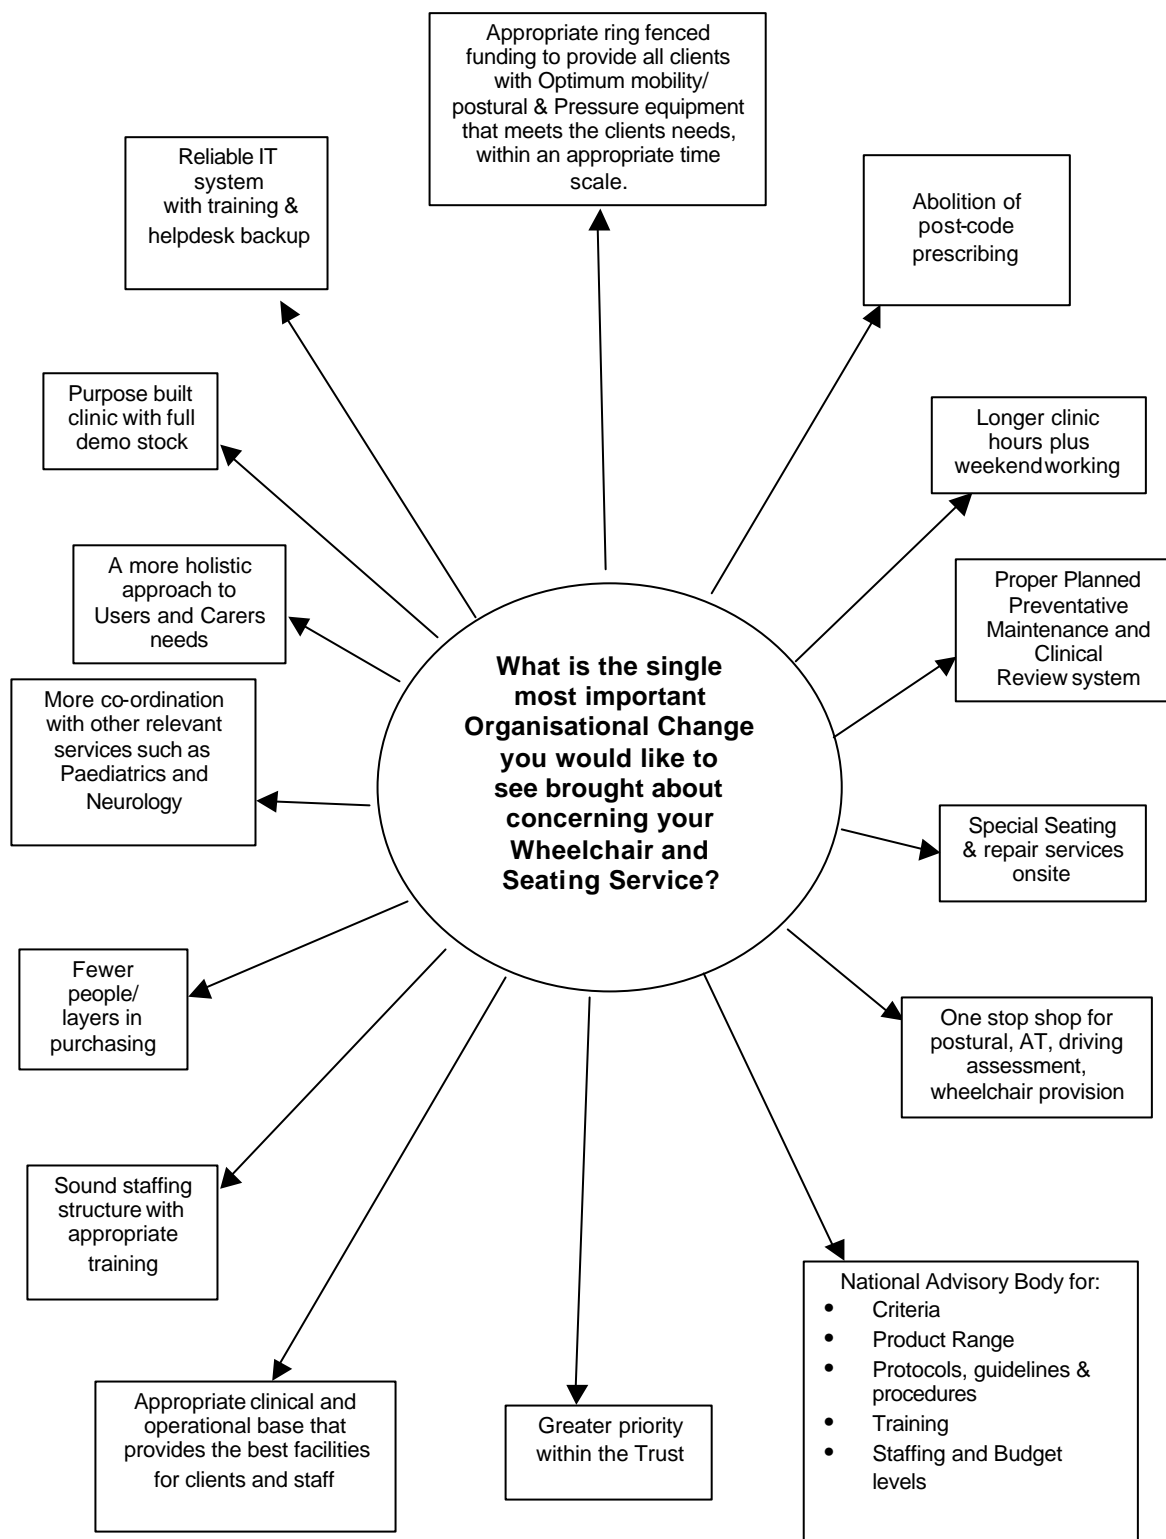 Appropriate ring fenced
funding to provide all clients
with Optimum mobility/
postural & Pressure equipment
that meets the clients needs,
within an appropriate time
scale.
Reliable IT
system
with training &
helpdesk backup
Abolition of
post-code
prescribing
Purpose built
clinic with full
demo stock
Longer clinic
hours plus
weekend working
A more holistic
approach to
Users and Carers
needs
Proper Planned
Preventative
Maintenance and
Clinical
Review system
More co-ordination
with other relevant
services such as
Paediatrics and
Neurology
What is the single
most important
Organisational Change
you would like to
see brought about
concerning your
Wheelchair and
Seating Service?
Special Seating
& repair services
onsite
Fewer
people/
layers in
purchasing
One stop shop for
postural, AT, driving
assessment,
wheelchair provision
Sound staffing
structure with
appropriate
training
National Advisory Body for:
• Criteria
• Product Range
• Protocols, guidelines &
procedures
• Training
• Staffing and Budget
levels
Appropriate clinical and
operational base that
provides the best facilities
for clients and staff
Greater priority
within the Trust